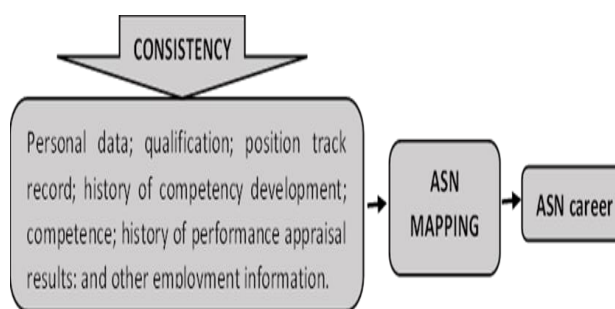 CONSISTENCY
Personal data; qualification; position track
record; history of competency development;
competence; history of performance appraisal
results; and other employment information.
ASN
MAPPING
ASN career